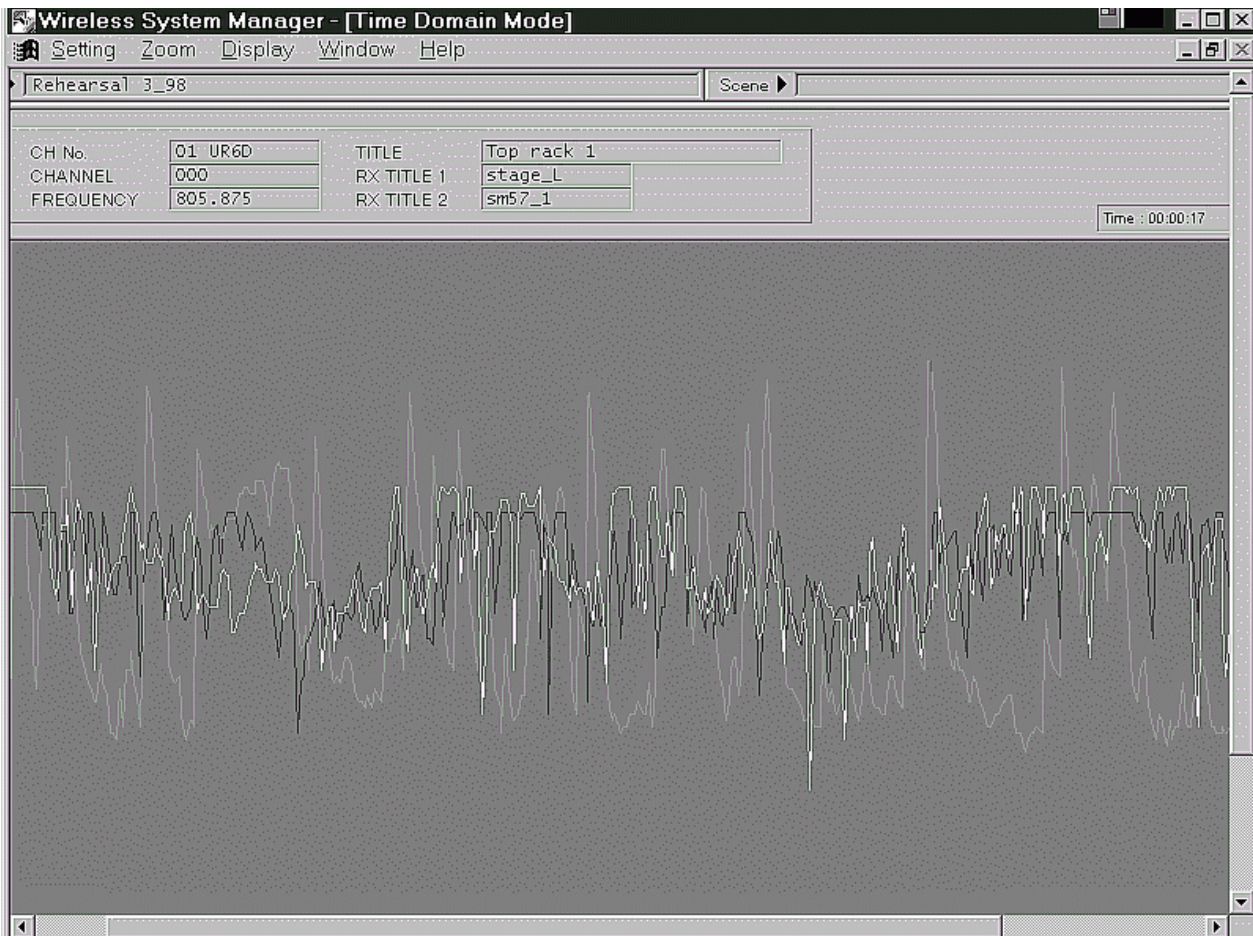 Wireless System Manager - [Time Domain Mode]
Setting Zoom Display Window Help
Rehearsal 3_98 Scene
CH No. 01 UR6D TITLE Top rack 1
CHANNEL 000 RX TITLE 1 stage_L
FREQUENCY 805.875 RX TITLE 2 sm57_1
Time : 00:00:17